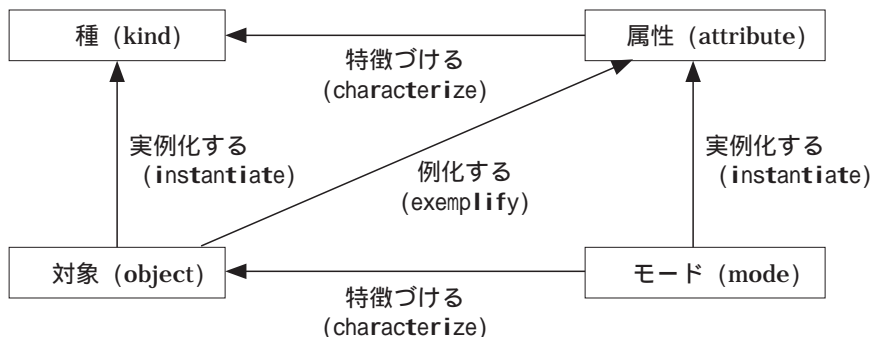 種 (kind)
属性 (attribute)
特徴づける
(characterize)
実例化する
(instantiate)
例化する
(exemplify)
実例化する
(instantiate)
対象 (object)
モード (mode)
特徴づける
(characterize)